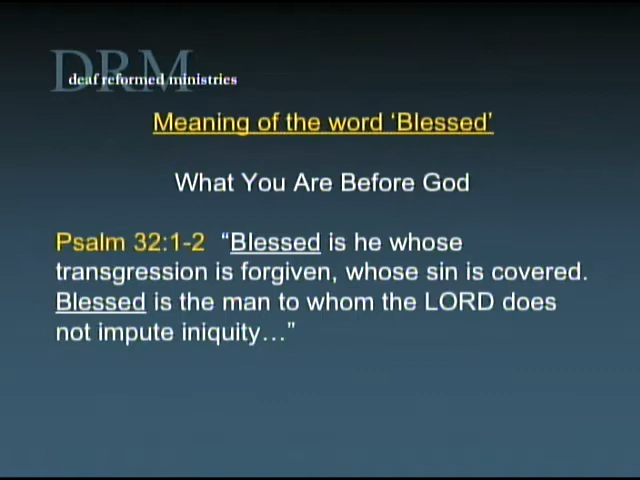 DRM
deaf reformed ministries
Meaning of the word ‘Blessed’
What You Are Before God
Psalm 32:1-2 “Blessed is he whose
transgression is forgiven, whose sin is covered.
Blessed is the man to whom the LORD does
not impute iniquity…”